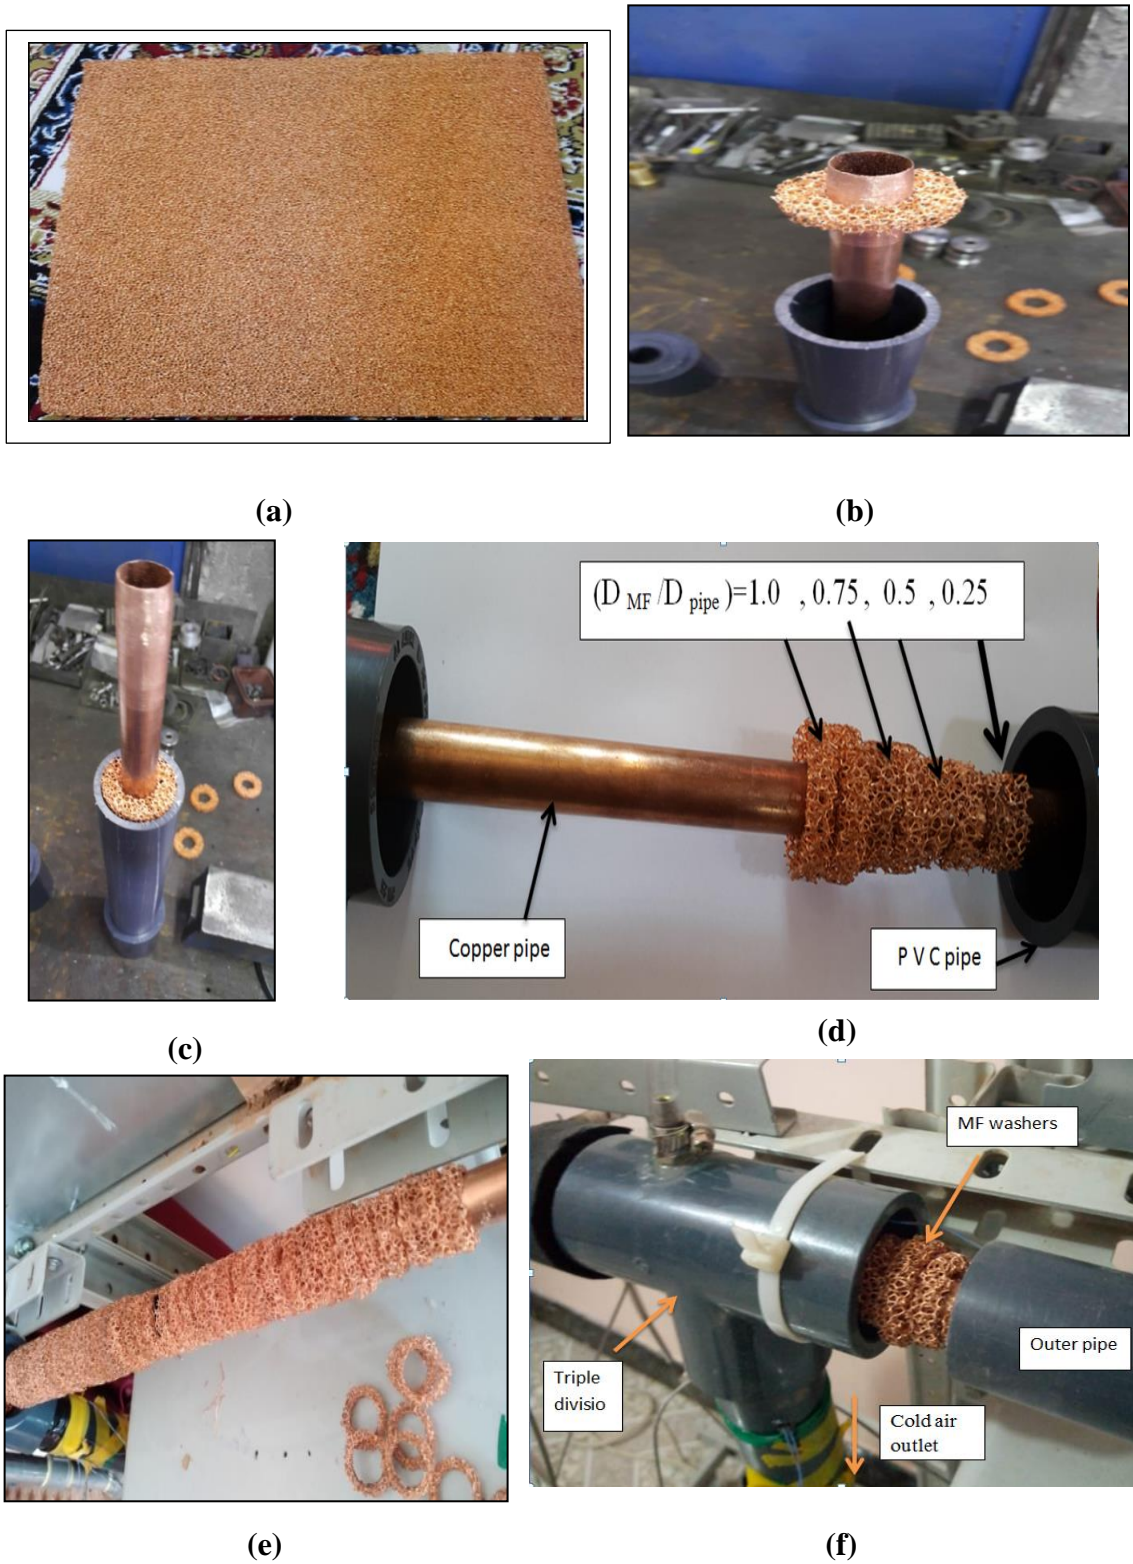 (a)
(b)
(D MF /D pipe )=1.0 , 0.75, 0.5 , 0.25
Copper pipe
P V C pipe
(c)
(d)
MF washers
Outer pipe
Triple
divisio
Cold air
outlet
(e)
(f)